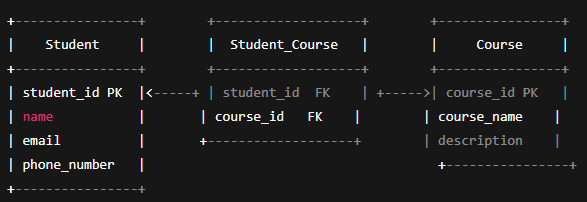 +----------------+        +------------------+        +----------------+
|    Student     |        |  Student_Course  |        |     Course     |
+----------------+        +------------------+        +----------------+
| student_id PK  |<-----+ | student_id  FK    | +----->| course_id PK   |
| name           |        | course_id   FK    |        | course_name    |
| email          |        +-------------------+        | description    |
| phone_number   |                                       +---------------+
+----------------+